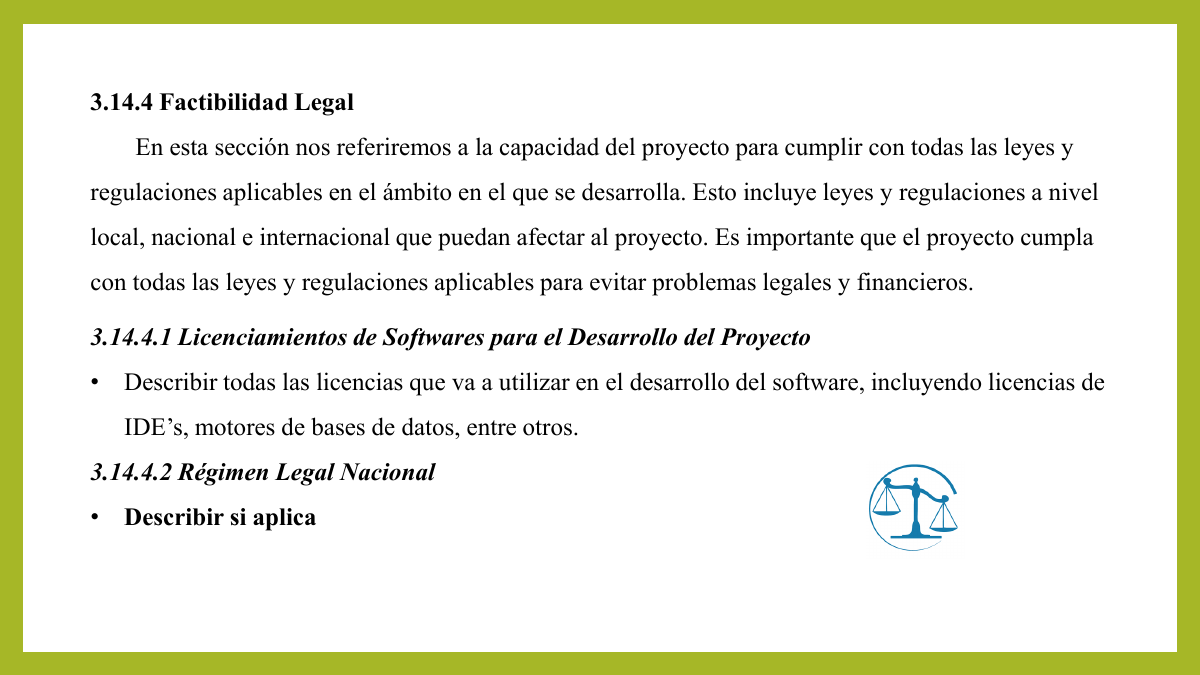 3.14.4 Factibilidad Legal
En esta sección nos referiremos a la capacidad del proyecto para cumplir con todas las leyes y
regulaciones aplicables en el ámbito en el que se desarrolla. Esto incluye leyes y regulaciones a nivel
local, nacional e internacional que puedan afectar al proyecto. Es importante que el proyecto cumpla
con todas las leyes y regulaciones aplicables para evitar problemas legales y financieros.
3.14.4.1 Licenciamientos de Softwares para el Desarrollo del Proyecto
• Describir todas las licencias que va a utilizar en el desarrollo del software, incluyendo licencias de
IDE’s, motores de bases de datos, entre otros.
3.14.4.2 Régimen Legal Nacional
• Describir si aplica